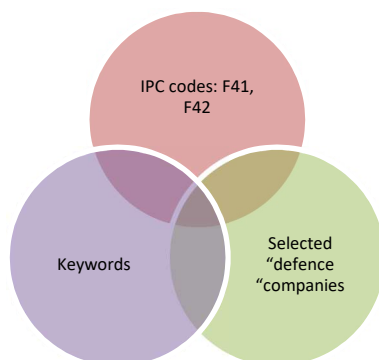 IPC codes: F41,
F42
Keywords
Selected
“defence
“companies